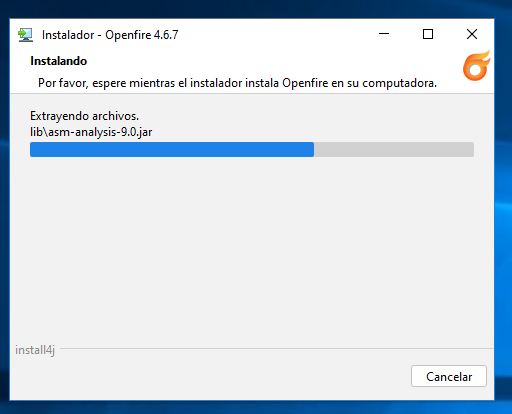 Instalador - Openfire 4.6.7
Instalando
Por favor, espere mientras el instalador instala Openfire en su computadora.
Extrayendo archivos.
lib\asm-analysis-9.0.jar
install4j
Cancelar